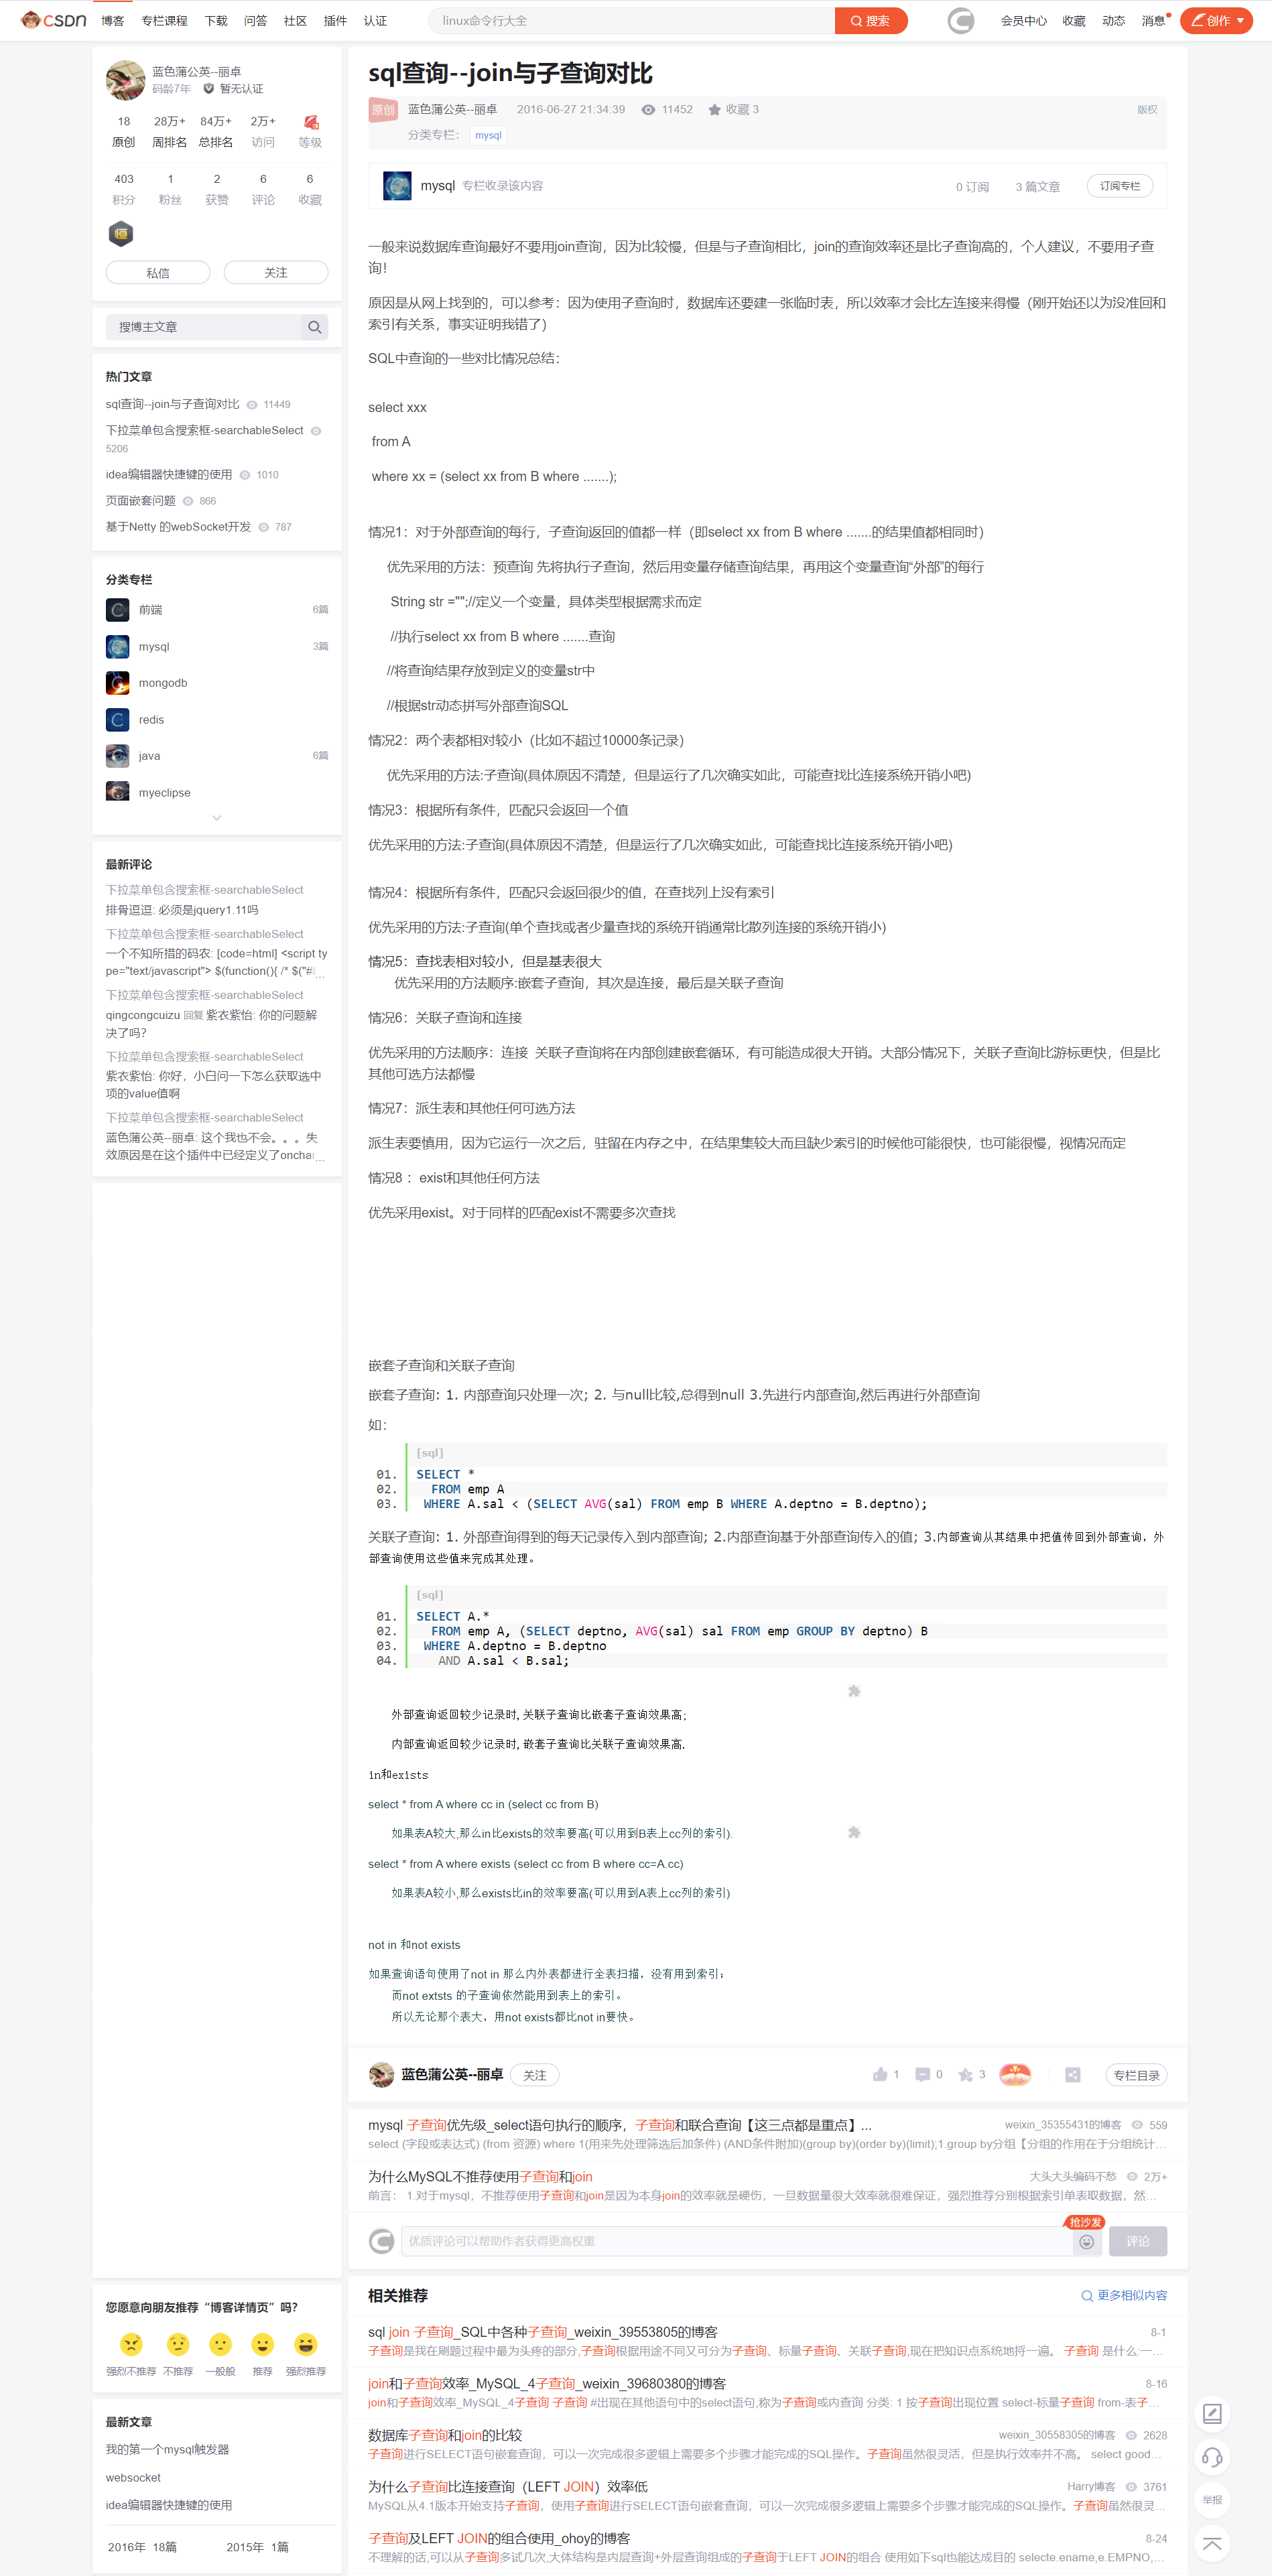 CSDN 博客 专栏课程 下载 问答 社区 插件 认证 linux命令行大全 搜索 会员中心 收藏 动态 消息 创作
蓝色蒲公英--丽卓
码龄7年 暂无认证
18 28万+ 84万+ 2万+
原创 周排名 总排名 访问 等级
403 1 2 6 6
积分 粉丝 获赞 评论 收藏
恒
私信 关注
搜博主文章
热门文章
sql查询--join与子查询对比 11449
下拉菜单包含搜索框-searchableSelect
5206
idea编辑器快捷键的使用 1010
页面嵌套问题 866
基于Netty 的webSocket开发 787
分类专栏
前端 6篇
mysql 3篇
mongodb
redis
java 6篇
myeclipse
最新评论
下拉菜单包含搜索框-searchableSelect
排骨逗逗: 必须是jquery1.11吗
下拉菜单包含搜索框-searchableSelect
一个不知所措的码农: [code=html] <script ty
pe="text/javascript"> $(function(){ /* $("#...
下拉菜单包含搜索框-searchableSelect
qingcongcuizu 回复 紫衣紫怡: 你的问题解
决了吗?
下拉菜单包含搜索框-searchableSelect
紫衣紫怡: 你好，小白问一下怎么获取选中
项的value值啊
下拉菜单包含搜索框-searchableSelect
蓝色蒲公英--丽卓: 这个我也不会。。。失
效原因是在这个插件中已经定义了oncha...
您愿意向朋友推荐“博客详情页”吗?
强烈不推荐 不推荐 一般般 推荐 强烈推荐
最新文章
我的第一个mysql触发器
websocket
idea编辑器快捷键的使用
2016年 18篇 2015年 1篇
sql查询--join与子查询对比
原创 蓝色蒲公英--丽卓 2016-06-27 21:34:39 11452 收藏 3 版权
分类专栏： mysql
mysql 专栏收录该内容 0 订阅 3 篇文章 订阅专栏
一般来说数据库查询最好不要用join查询，因为比较慢，但是与子查询相比，join的查询效率还是比子查询高的，个人建议，不要用子查
询！
原因是从网上找到的，可以参考：因为使用子查询时，数据库还要建一张临时表，所以效率才会比左连接来得慢（刚开始还以为没准回和
索引有关系，事实证明我错了）
SQL中查询的一些对比情况总结：
select xxx
from A
where xx = (select xx from B where .......);
情况1：对于外部查询的每行，子查询返回的值都一样（即select xx from B where .......的结果值都相同时）
优先采用的方法：预查询 先将执行子查询，然后用变量存储查询结果，再用这个变量查询“外部”的每行
String str ="";//定义一个变量，具体类型根据需求而定
//执行select xx from B where .......查询
//将查询结果存放到定义的变量str中
//根据str动态拼写外部查询SQL
情况2：两个表都相对较小（比如不超过10000条记录）
优先采用的方法:子查询(具体原因不清楚，但是运行了几次确实如此，可能查找比连接系统开销小吧)
情况3：根据所有条件，匹配只会返回一个值
优先采用的方法:子查询(具体原因不清楚，但是运行了几次确实如此，可能查找比连接系统开销小吧)
情况4：根据所有条件，匹配只会返回很少的值，在查找列上没有索引
优先采用的方法:子查询(单个查找或者少量查找的系统开销通常比散列连接的系统开销小)
情况5：查找表相对较小，但是基表很大
优先采用的方法顺序:嵌套子查询，其次是连接，最后是关联子查询
情况6：关联子查询和连接
优先采用的方法顺序：连接 关联子查询将在内部创建嵌套循环，有可能造成很大开销。大部分情况下，关联子查询比游标更快，但是比
其他可选方法都慢
情况7：派生表和其他任何可选方法
派生表要慎用，因为它运行一次之后，驻留在内存之中，在结果集较大而且缺少索引的时候他可能很快，也可能很慢，视情况而定
情况8 ：exist和其他任何方法
优先采用exist。对于同样的匹配exist不需要多次查找
嵌套子查询和关联子查询
嵌套子查询: 1. 内部查询只处理一次; 2. 与null比较,总得到null 3.先进行内部查询,然后再进行外部查询
如:
[sql]
01. SELECT *
02. FROM emp A
03. WHERE A.sal < (SELECT AVG(sal) FROM emp B WHERE A.deptno = B.deptno);
关联子查询: 1. 外部查询得到的每天记录传入到内部查询; 2.内部查询基于外部查询传入的值; 3.内部查询从其结果中把值传回到外部查询，外
部查询使用这些值来完成其处理。
[sql]
01. SELECT A.*
02. FROM emp A, (SELECT deptno, AVG(sal) sal FROM emp GROUP BY deptno) B
03. WHERE A.deptno = B.deptno
04. AND A.sal < B.sal;
外部查询返回较少记录时, 关联子查询比嵌套子查询效果高;
内部查询返回较少记录时, 嵌套子查询比关联子查询效果高.
in和exists
select * from A where cc in (select cc from B)
如果表A较大,那么in比exists的效率要高(可以用到B表上cc列的索引).
select * from A where exists (select cc from B where cc=A.cc)
如果表A较小,那么exists比in的效率要高(可以用到A表上cc列的索引)
not in 和not exists
如果查询语句使用了not in 那么内外表都进行全表扫描，没有用到索引；
而not extsts 的子查询依然能用到表上的索引。
所以无论那个表大，用not exists都比not in要快。
蓝色蒲公英--丽卓 关注 1 0 3 专栏目录
mysql 子查询优先级_select语句执行的顺序，子查询和联合查询【这三点都是重点】... weixin_35355431的博客 559
select (字段或表达式) (from 资源) where 1(用来先处理筛选后加条件) (AND条件附加)(group by)(order by)(limit);1.group by分组【分组的作用在于分组统计...
为什么MySQL不推荐使用子查询和join 大头大头编码不愁 2万+
前言： 1.对于mysql，不推荐使用子查询和join是因为本身join的效率就是硬伤，一旦数据量很大效率就很难保证，强烈推荐分别根据索引单表取数据，然...
优质评论可以帮助作者获得更高权重 抢沙发 评论
相关推荐 更多相似内容
sql join 子查询_SQL中各种子查询_weixin_39553805的博客 8-1
子查询是我在刷题过程中最为头疼的部分,子查询根据用途不同又可分为子查询、标量子查询、关联子查询,现在把知识点系统地捋一遍。 子查询 是什么:一...
join和子查询效率_MySQL_4子查询_weixin_39680380的博客 8-16
join和子查询效率_MySQL_4子查询 子查询 #出现在其他语句中的select语句,称为子查询或内查询 分类: 1 按子查询出现位置 select-标量子查询 from-表子...
数据库子查询和join的比较 weixin_30558305的博客 2628
子查询进行SELECT语句嵌套查询，可以一次完成很多逻辑上需要多个步骤才能完成的SQL操作。子查询虽然很灵活，但是执行效率并不高。 select good...
为什么子查询比连接查询（LEFT JOIN）效率低 Harry博客 3761
MySQL从4.1版本开始支持子查询，使用子查询进行SELECT语句嵌套查询，可以一次完成很多逻辑上需要多个步骤才能完成的SQL操作。子查询虽然很灵...
子查询及LEFT JOIN的组合使用_ohoy的博客 8-24
不理解的话,可以从子查询多试几次,大体结构是内层查询+外层查询组成的子查询于LEFT JOIN的组合 使用如下sql也能达成目的 selecte.ename,e.EMPNO,...
举报